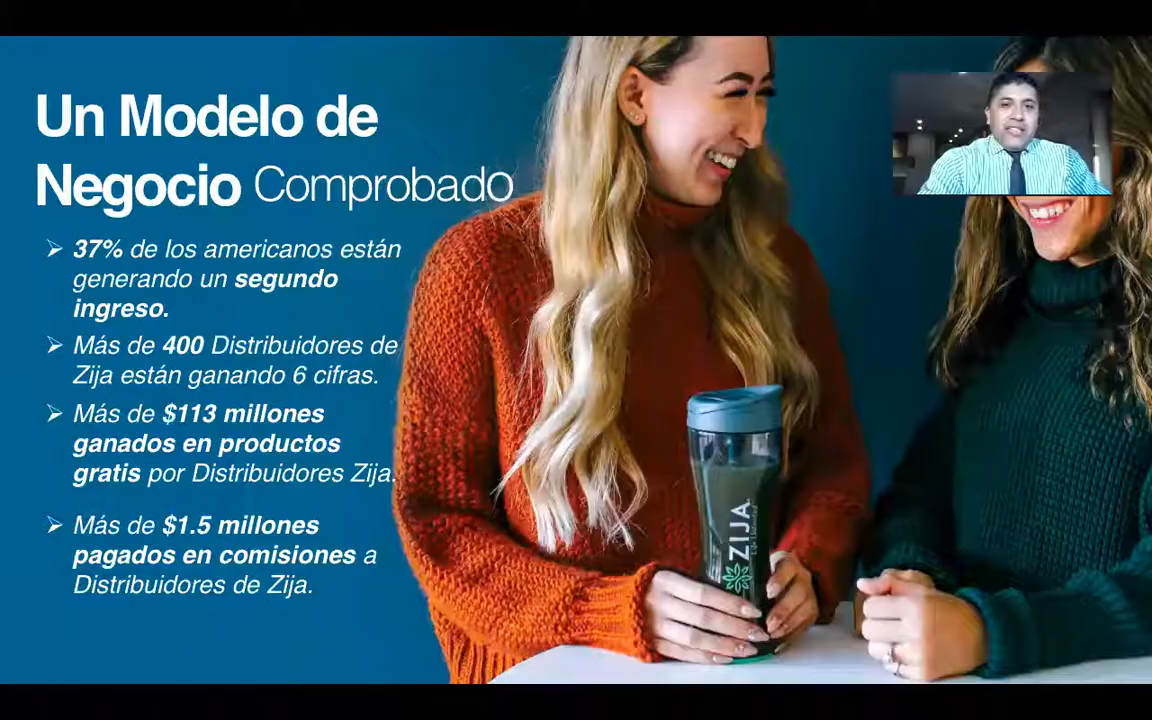 Un Modelo de
Negocio Comprobado
➢ 37% de los americanos están
generando un segundo
ingreso.
➢ Más de 400 Distribuidores de
Zija están ganando 6 cifras.
➢ Más de $113 millones
ganados en productos
gratis por Distribuidores Zija.
➢ Más de $1.5 millones
pagados en comisiones a
Distribuidores de Zija.
ZIJA